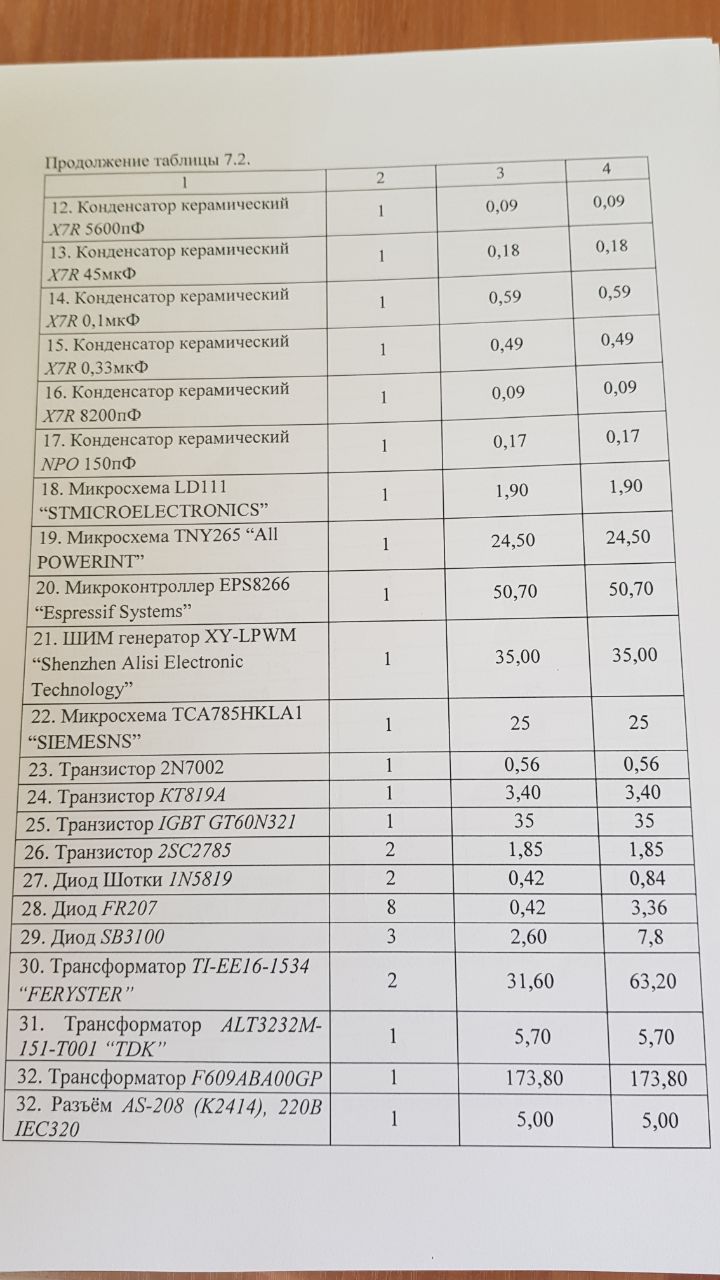 Продолжение таблицы 7.2.
1 2 3 4
12. Конденсатор керамический
X7R 5600пФ 1 0,09 0,09
13. Конденсатор керамический
X7R 45мкФ 1 0,18 0,18
14. Конденсатор керамический
X7R 0,1мкФ 1 0,59 0,59
15. Конденсатор керамический
X7R 0,33мкФ 1 0,49 0,49
16. Конденсатор керамический
X7R 8200пФ 1 0,09 0,09
17. Конденсатор керамический
NPO 150пФ 1 0,17 0,17
18. Микросхема LD111
“STMICROELECTRONICS” 1 1,90 1,90
19. Микросхема TNY265 “All
POWERINT” 1 24,50 24,50
20. Микроконтроллер EPS8266
“Espressif Systems” 1 50,70 50,70
21. ШИМ генератор XY-LPWM
“Shenzhen Alisi Electronic 1 35,00 35,00
Technology”
22. Микросхема TCA785HKLA1
“SIEMESNS” 1 25 25
23. Транзистор 2N7002 1 0,56 0,56
24. Транзистор КТ819А 1 3,40 3,40
25. Транзистор IGBT GT60N321 1 35 35
26. Транзистор 2SC2785 2 1,85 1,85
27. Диод Шотки 1N5819 2 0,42 0,84
28. Диод FR207 8 0,42 3,36
29. Диод SB3100 3 2,60 7,8
30. Трансформатор TI-EE16-1534
“FERYSTER” 2 31,60 63,20
31. Трансформатор ALT3232M-
151-T001 “TDK” 1 5,70 5,70
32. Трансформатор F609ABA00GP 1 173,80 173,80
32. Разъём AS-208 (K2414), 220В
IEC320 1 5,00 5,00